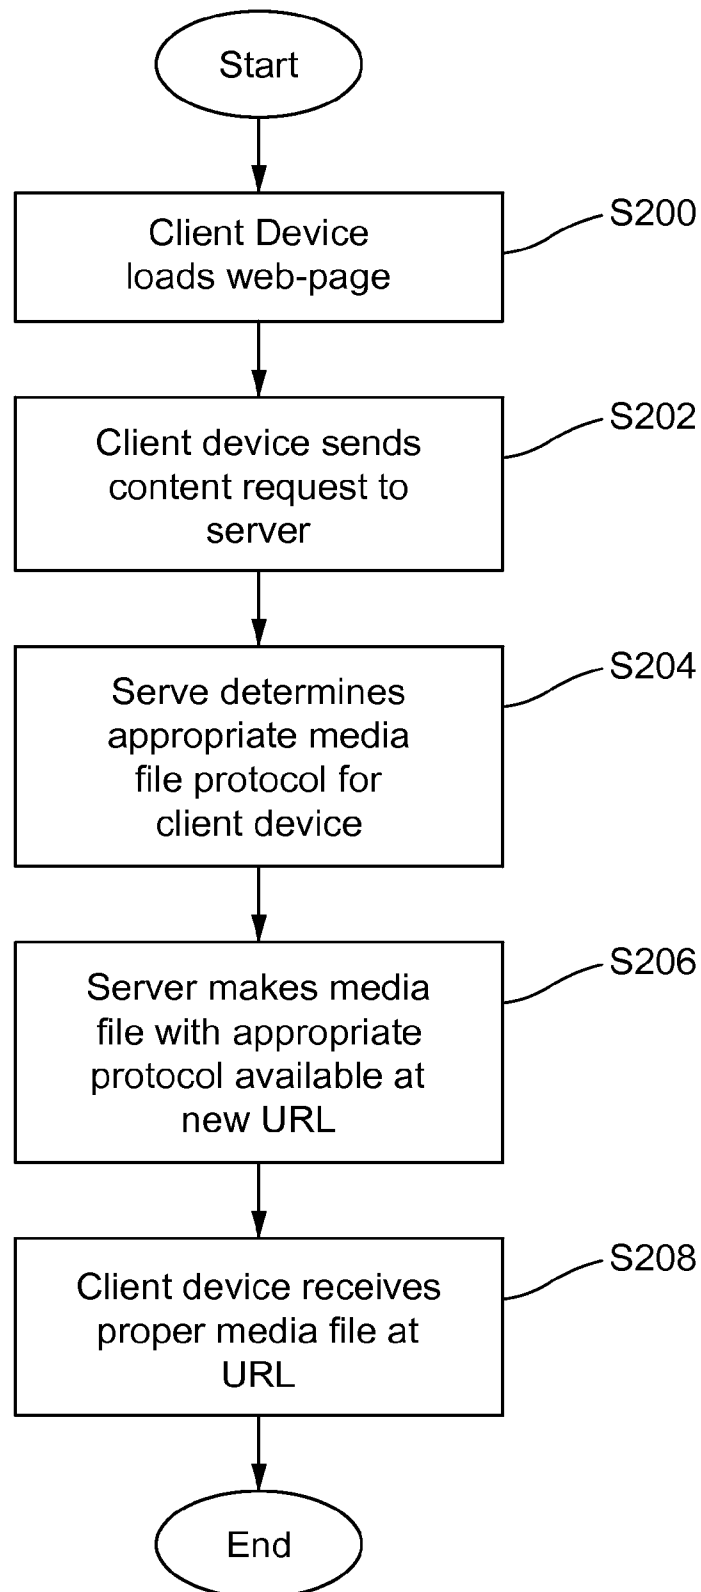 Start
Client Device
loads web-page
S200
Client device sends
content request to
server
S202
Serve determines
appropriate media
file protocol for
client device
S204
Server makes media
file with appropriate
protocol available at
new URL
S206
Client device receives
proper media file at
URL
S208
End